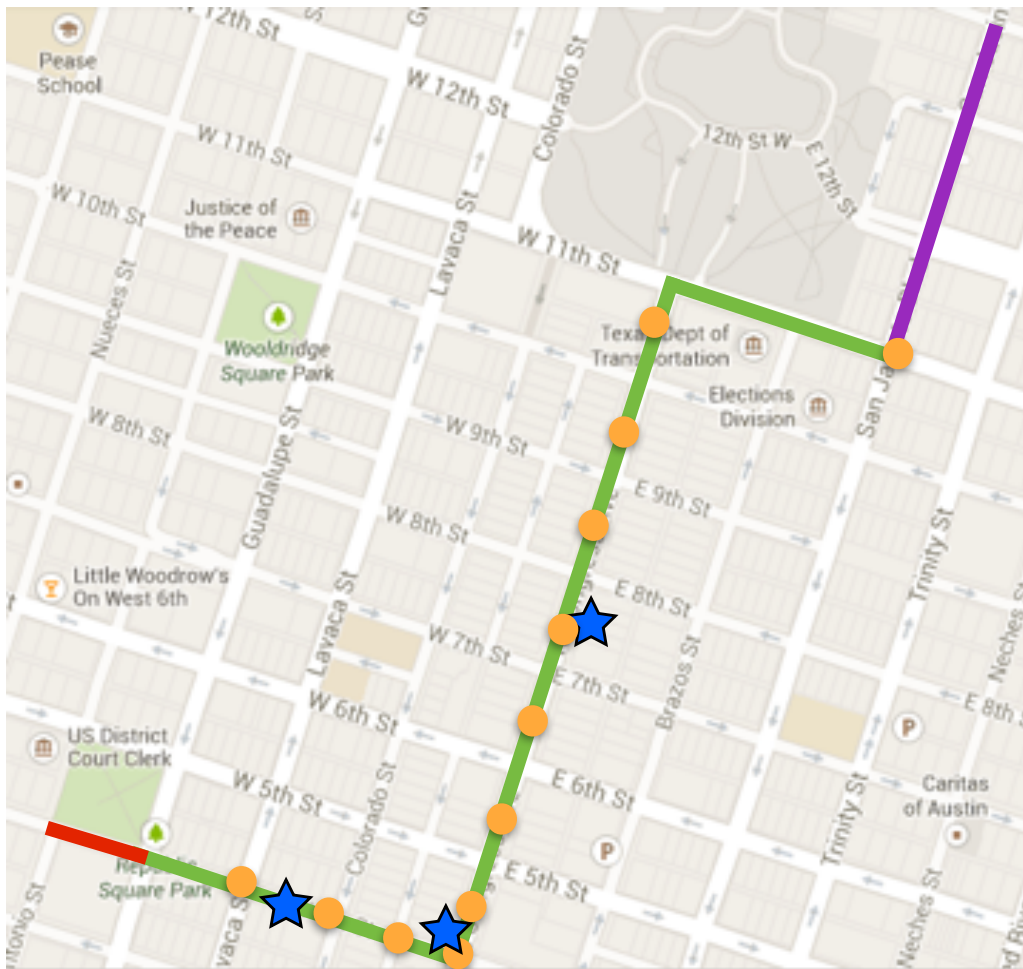 W 12th St
Pease
School
W 12th St
Colorado St
W 11th St
12th St W
E 12th St
W 10th St
Justice of
the Peace
Lavaca St
W 11th St
Nueces St
Wooldridge
Square Park
Texas Dept of
Transportation
Elections
Division
San Ja
W 8th St
W 9th St
Guadalupe St
E 9th St
W 8th St
Trinity St
Little Woodrow's
On West 6th
Lavaca St
E 8th St
W 7th St
Neches S
E 7th St
Brazos St
E 8th S
W 6th St
US District
Court Clerk
P
W 5th St
E 6th St
Colorado St
Trinity St
Caritas
of Austin
P
Square Park
E 5th St
vaca S
Neches St
ed Riv